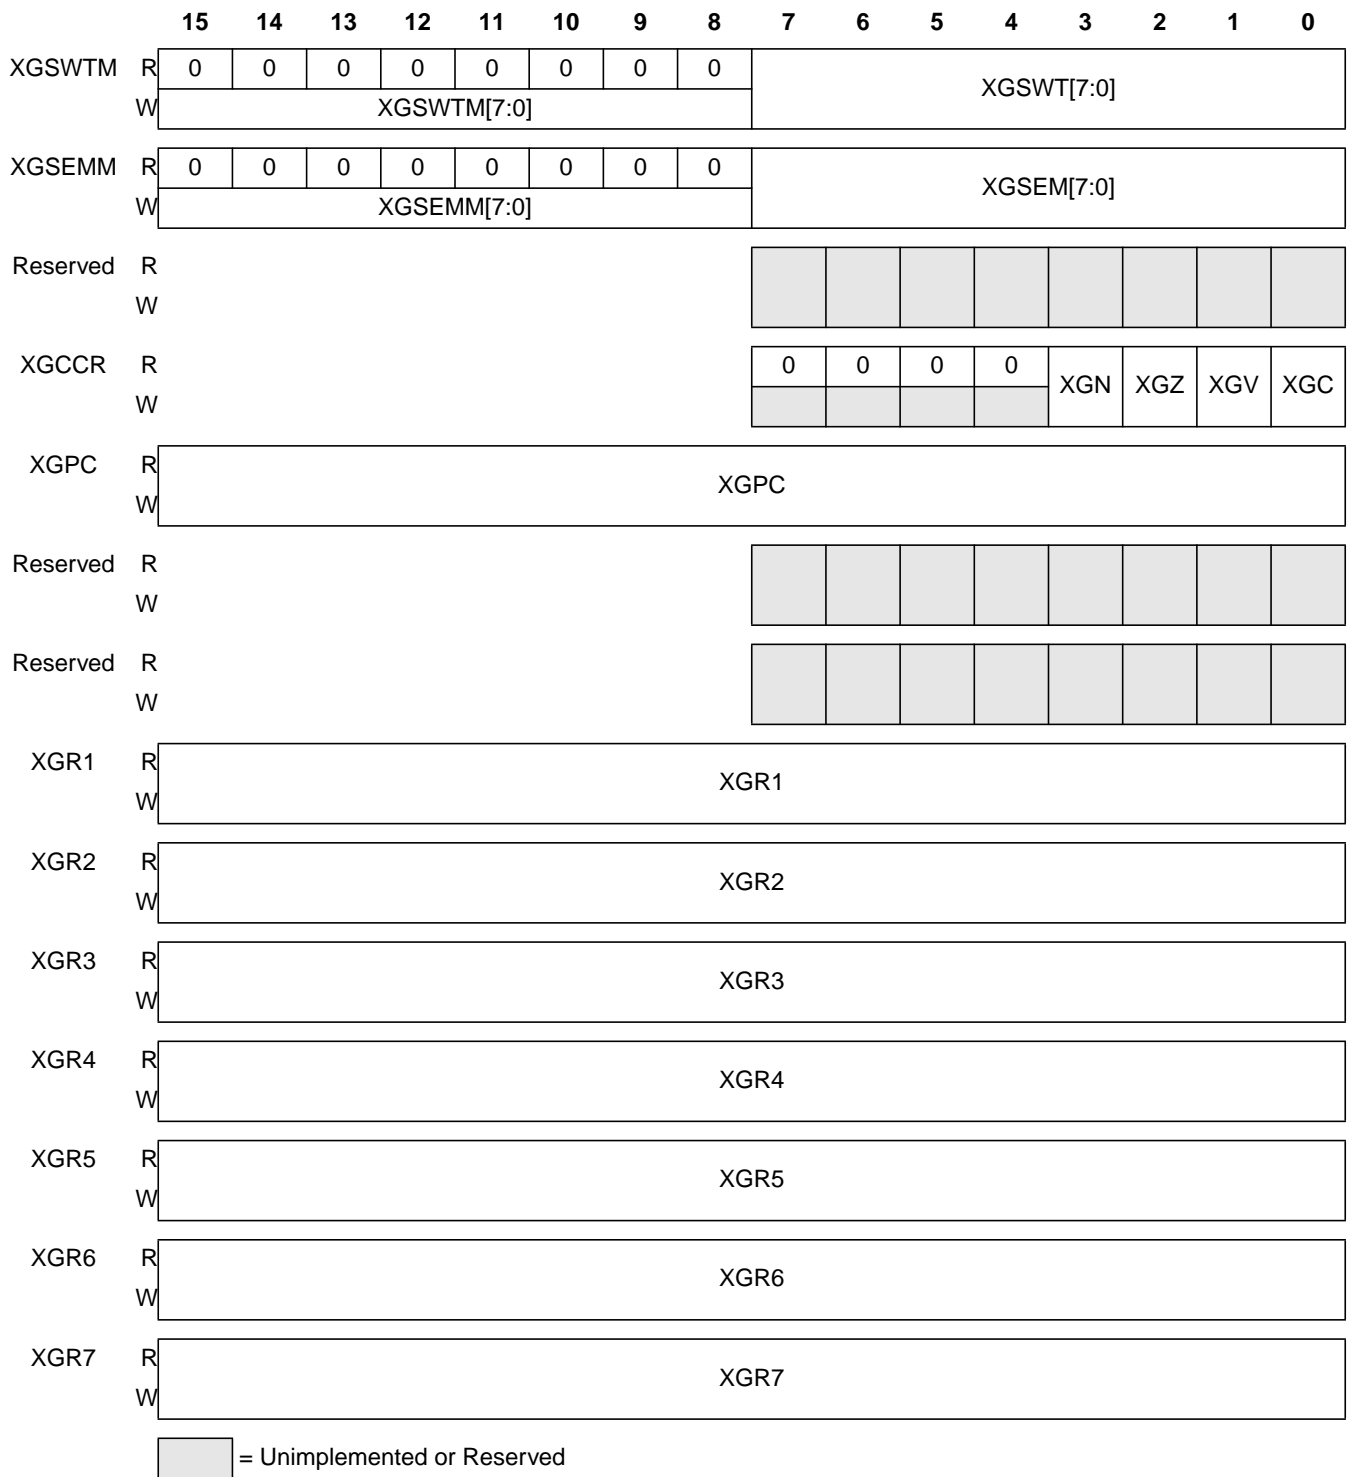 15 14 13 12 11 10 9 8 7 6 5 4 3 2 1 0
XGSWTM R 0 0 0 0 0 0 0 0 XGSWT[7:0]
W XGSWTM[7:0]
XGSEMM R 0 0 0 0 0 0 0 0 XGSEM[7:0]
W XGSEMM[7:0]
Reserved R
W
XGCCR R 0 0 0 0 XGN XGZ XGV XGC
W
XGPC R XGPC
W
Reserved R
W
Reserved R
W
XGR1 R XGR1
W
XGR2 R XGR2
W
XGR3 R XGR3
W
XGR4 R XGR4
W
XGR5 R XGR5
W
XGR6 R XGR6
W
XGR7 R XGR7
W
= Unimplemented or Reserved